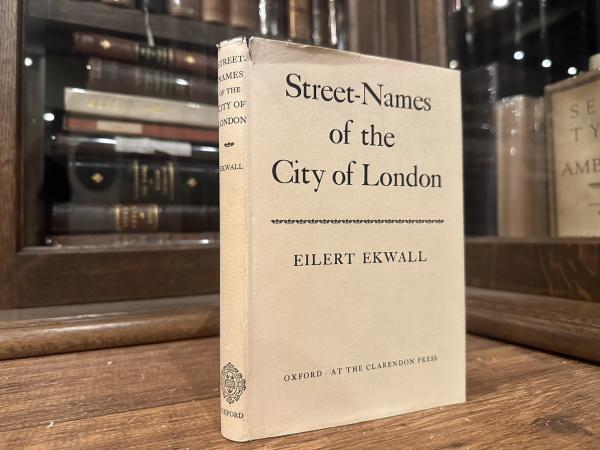 STREET-
NAMES
OF THE
CITY OF
LONDON
EKWALL
OXFORD
Street-Names
of the
City of London
EILERT EKWALL
OXFORD · AT THE CLARENDON PRESS